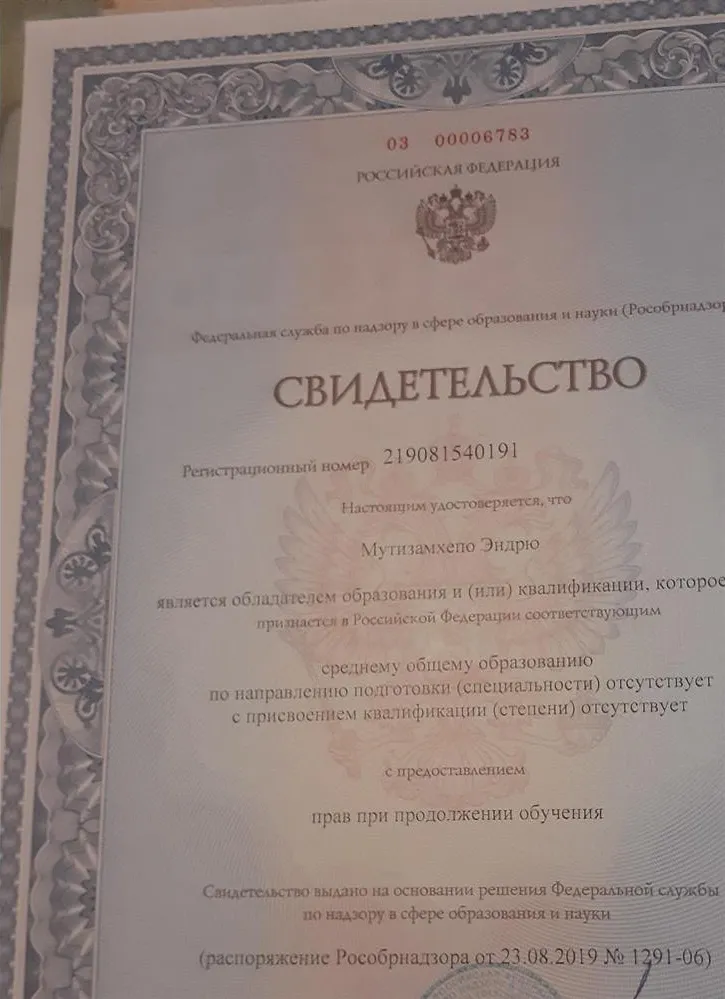 03 00006783
РОССИЙСКАЯ ФЕДЕРАЦИЯ
Федеральная служба по надзору в сфере образования и науки (Рособрнадзор
СВИДЕТЕЛЬСТВО
Регистрационный номер 219081540191
Настоящим удостоверяется, что
Мутизамхепо Эндрю
является обладателем образования и (или) квалификации, которое
признается в Российской Федерации соответствующим
среднему общему образованию
по направлению подготовки (специальности) отсутствует
с присвоением квалификации (степени) отсутствует
с предоставлением
прав при продолжении обучения
Свидетельство выдано на основании решения Федеральной службы
по надзору в сфере образования и науки
(распоряжение Рособрнадзора от 23.08.2019 № 1291-06)